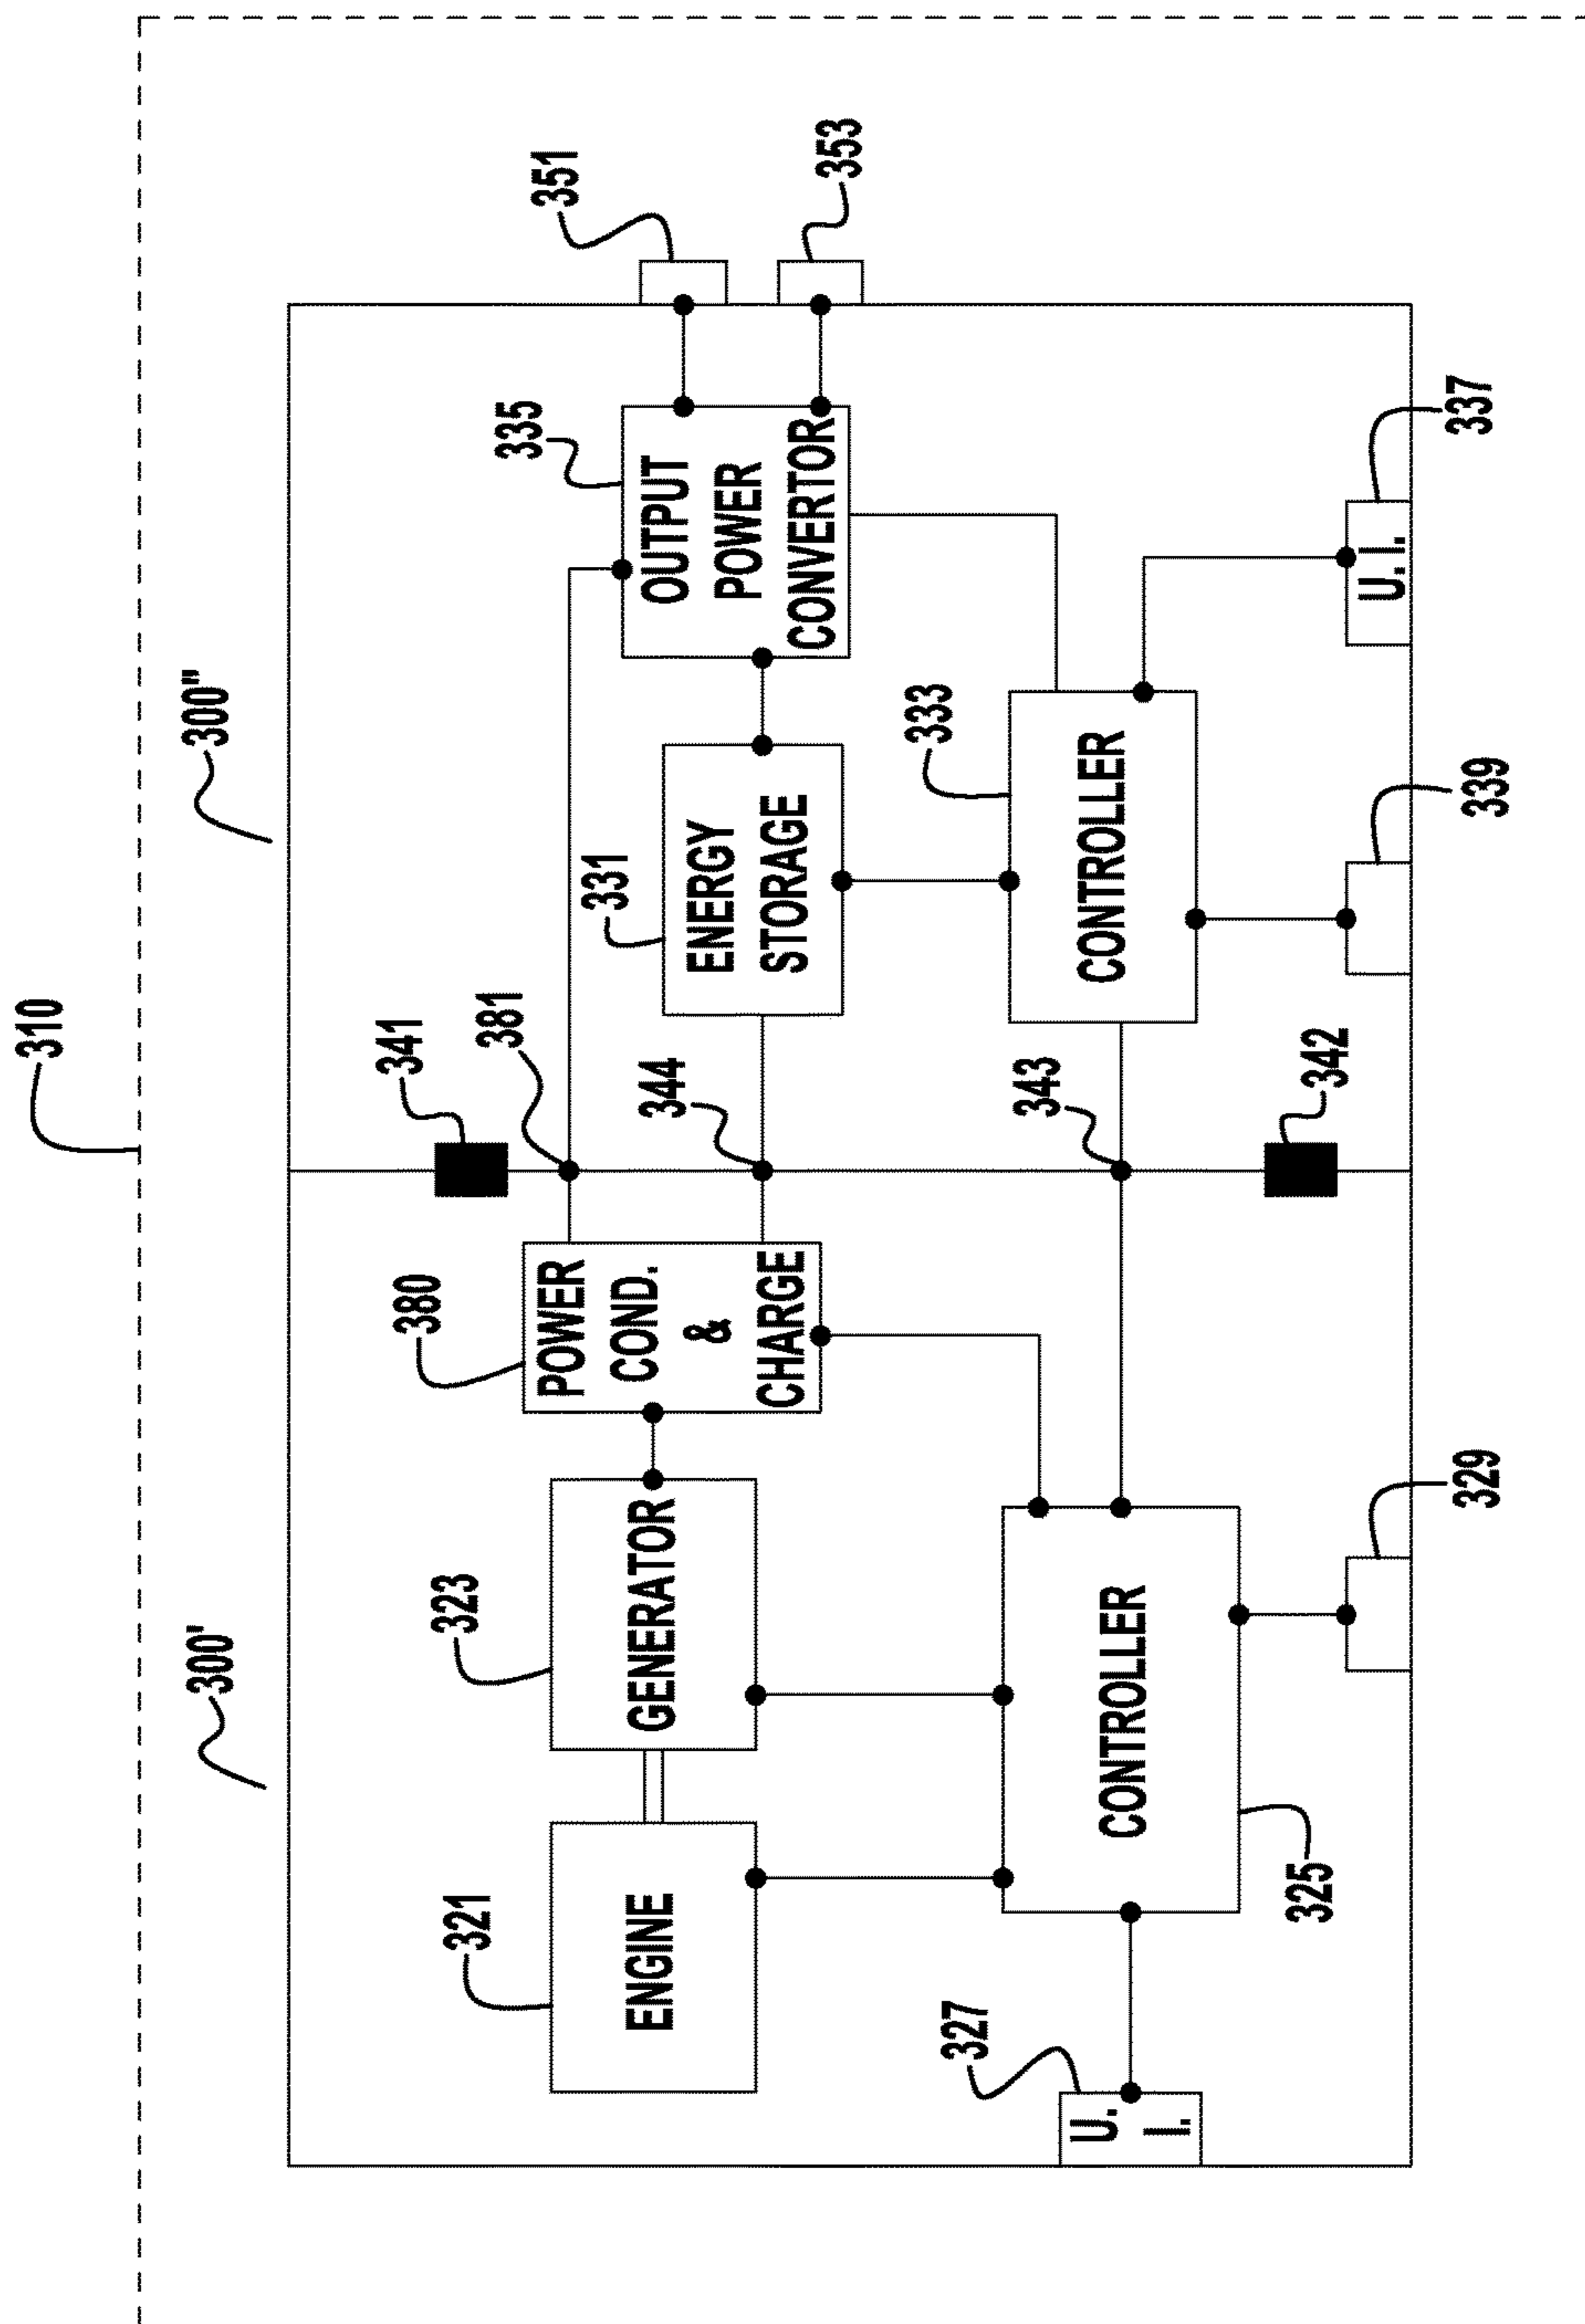 310
300'
300"
341
381
344
343
342
321
ENGINE
323
GENERATOR
380
POWER
COND.
&
CHARGE
331
ENERGY
STORAGE
335
OUTPUT
POWER
CONVERTOR
351
353
327
U.
I.
325
CONTROLLER
329
333
CONTROLLER
339
337
U. I.